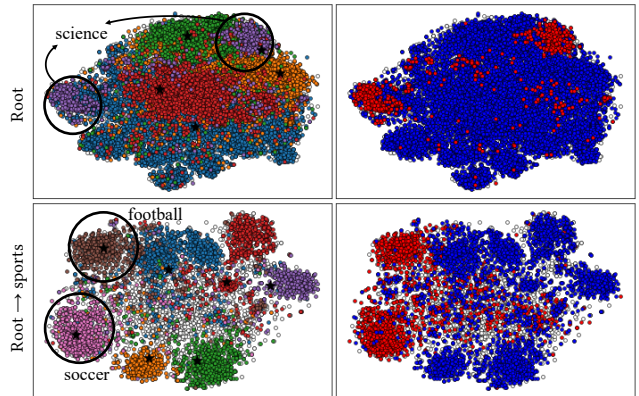 science
Root
football
Root → sports
soccer